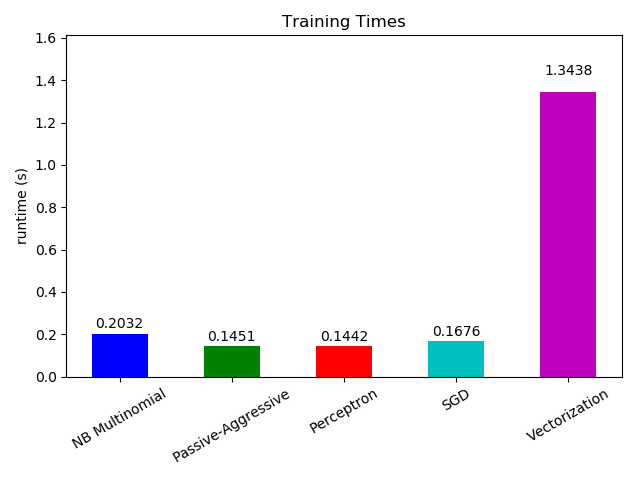 Training Times
runtime (s)
1.6
1.4
1.2
1.0
0.8
0.6
0.4
0.2
0.0
0.2032
0.1451
0.1442
0.1676
1.3438
NB Multinomial
Passive-Aggressive
Perceptron
SGD
Vectorization